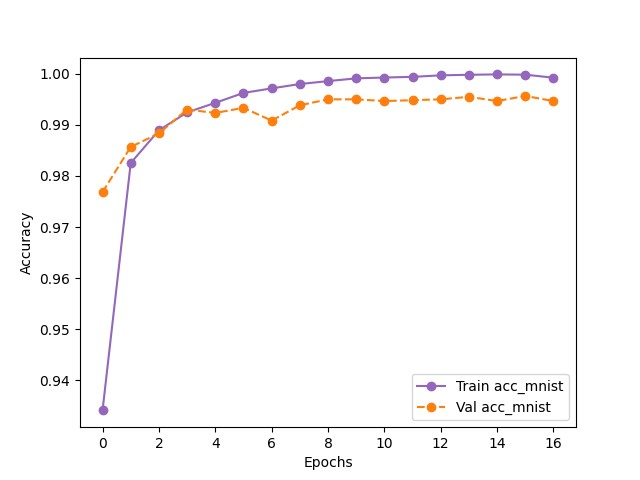 1.00
0.99
0.98
0.97
0.96
0.95
0.94
Accuracy
0 2 4 6 8 10 12 14 16
Epochs
Train acc_mnist
Val acc_mnist